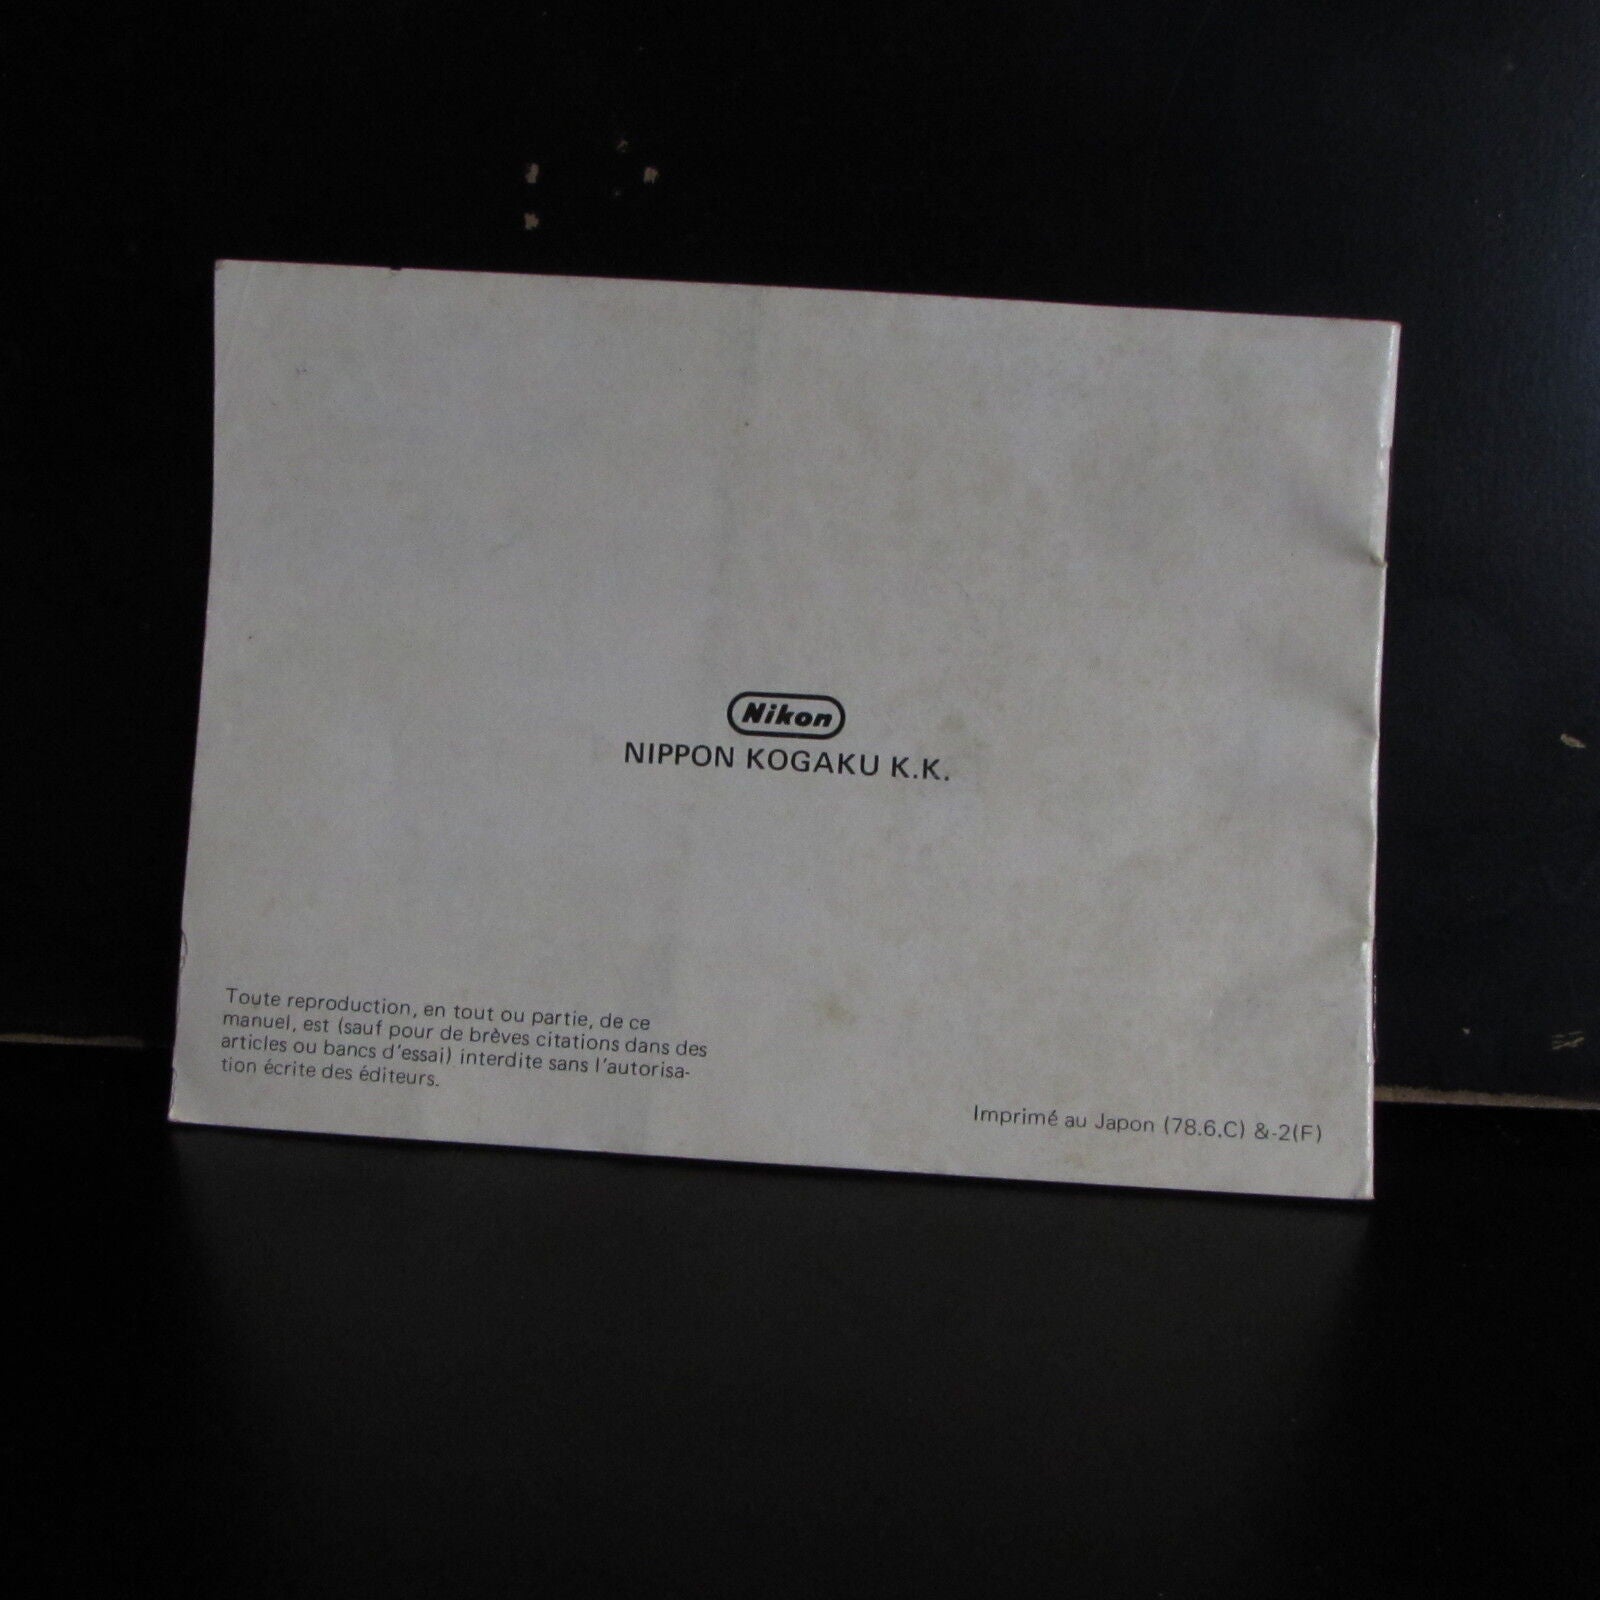 Nikon
NIPPON KOGAKU K.K.
Toute reproduction, en tout ou partie, de ce
manuel, est (sauf pour de brèves citations dans des
articles ou bancs d'essai) interdite sans l'autorisa-
tion écrite des éditeurs.
Imprimé au Japon (78.6.C) &-2(F)